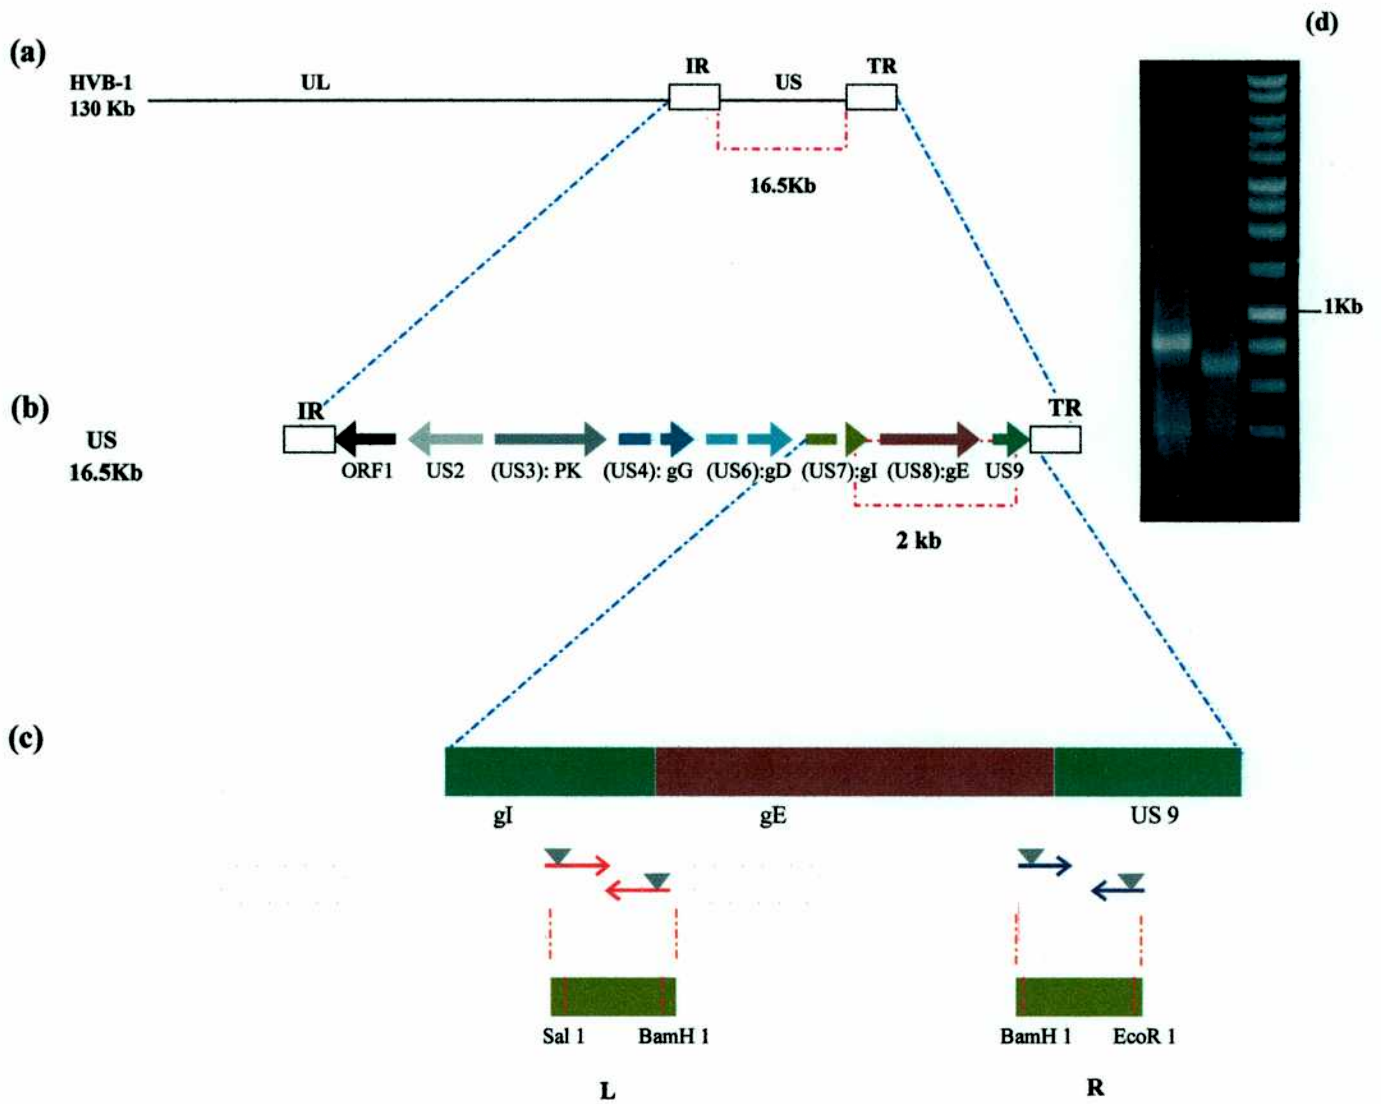 (d)
(a)
HVB-1
130 Kb
UL
IR
US
TR
16.5Kb
1Kb
(b)
US
16.5Kb
IR
TR
ORF1
US2
(US3): PK
(US4): gG
(US6):gD
(US7):gI
(US8):gE
US9
2 kb
(c)
gI
gE
US 9
Sal 1
BamH 1
BamH 1
EcoR 1
L
R